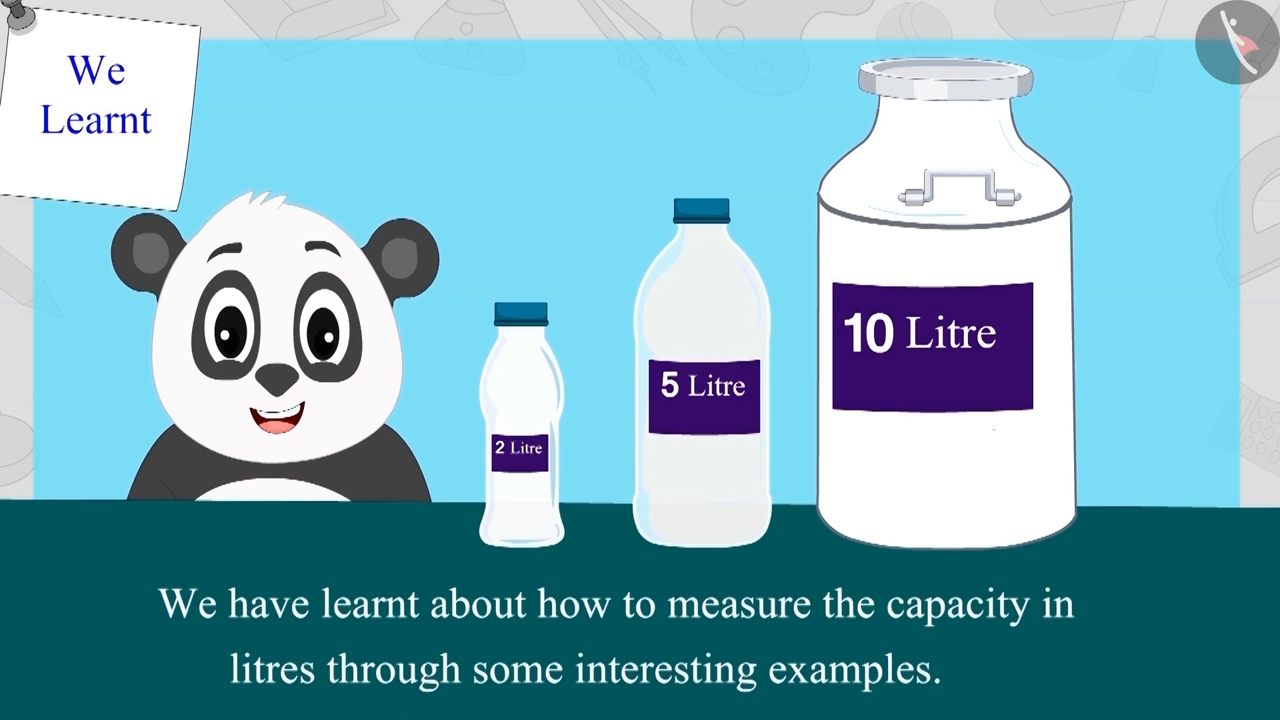 We
Learnt
2 Litre
5 Litre
10 Litre
We have learnt about how to measure the capacity in
litres through some interesting examples.